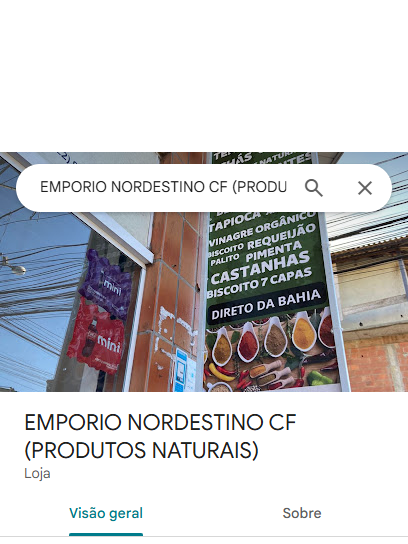 EMPORIO NORDESTINO CF (PRODU
TAPIOCA
VINAGRE ORGÂNICO
BISCOITO REQUEIJÃO
PALITO PIMENTA
CASTANHAS
BISCOITO 7 CAPAS
DIRETO DA BAHIA
mini
mini
EMPORIO NORDESTINO CF
(PRODUTOS NATURAIS)
Loja
Visão geral
Sobre